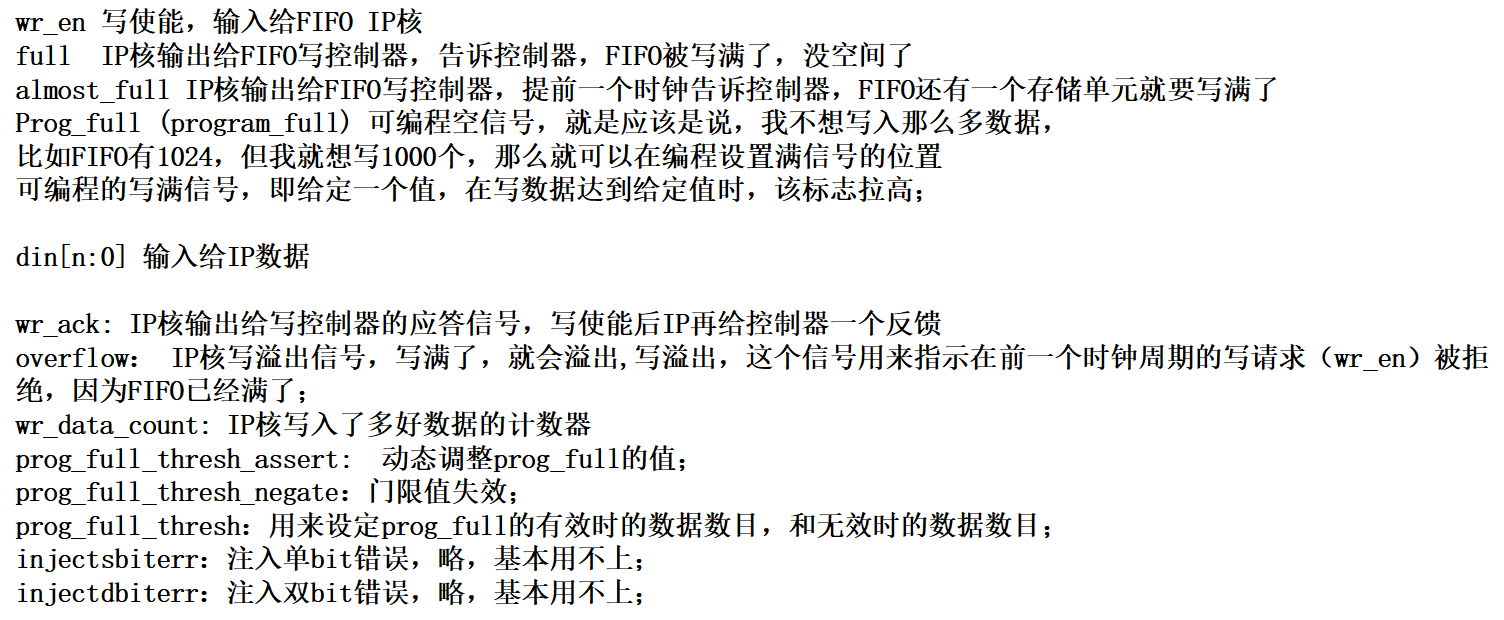 wr_en 写使能，输入给FIFO IP核
full  IP核输出给FIFO写控制器，告诉控制器，FIFO被写满了，没空间了
almost_full IP核输出给FIFO写控制器，提前一个时钟告诉控制器，FIFO还有一个存储单元就要写满了
Prog_full (program_full) 可编程空信号，就是应该是说，我不想写入那么多数据，
比如FIFO有1024，但我就想写1000个，那么就可以在编程设置满信号的位置
可编程的写满信号，即给定一个值，在写数据达到给定值时，该标志拉高；
din[n:0] 输入给IP数据
wr_ack: IP核输出给写控制器的应答信号，写使能后IP再给控制器一个反馈
overflow： IP核写溢出信号，写满了，就会溢出,写溢出，这个信号用来指示在前一个时钟周期的写请求（wr_en）被拒
绝，因为FIFO已经满了；
wr_data_count: IP核写入了多好数据的计数器
prog_full_thresh_assert:  动态调整prog_full的值；
prog_full_thresh_negate：门限值失效；
prog_full_thresh：用来设定prog_full的有效时的数据数目，和无效时的数据数目；
injectsbiterr：注入单bit错误，略，基本用不上；
injectdbiterr：注入双bit错误，略，基本用不上；